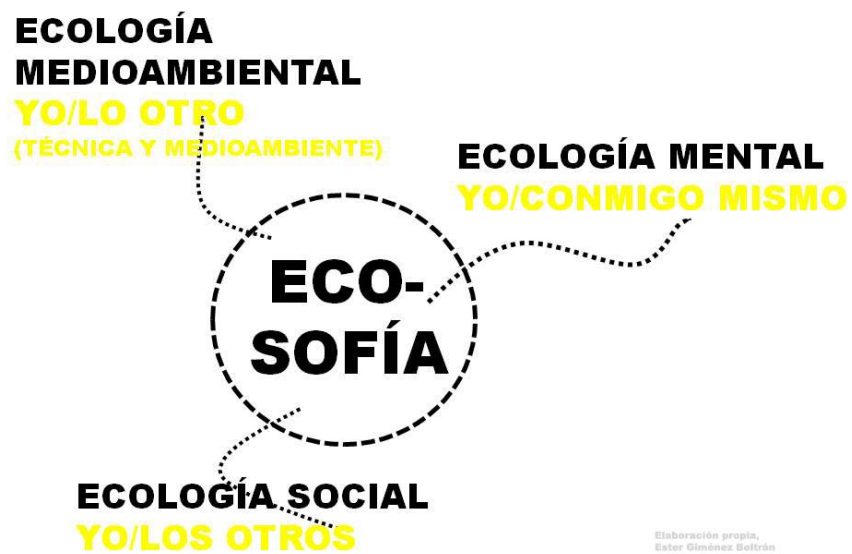 ECOLOGÍA
MEDIOAMBIENTAL
YO/LO OTRO
(TÉCNICA Y MEDIOAMBIENTE)
ECOLOGÍA MENTAL
YO/CONMIGO MISMO
ECO-
SOFÍA
ECOLOGÍA SOCIAL
YO/LOS OTROS
Elaboración propia,
Ester Giménez Beltrán